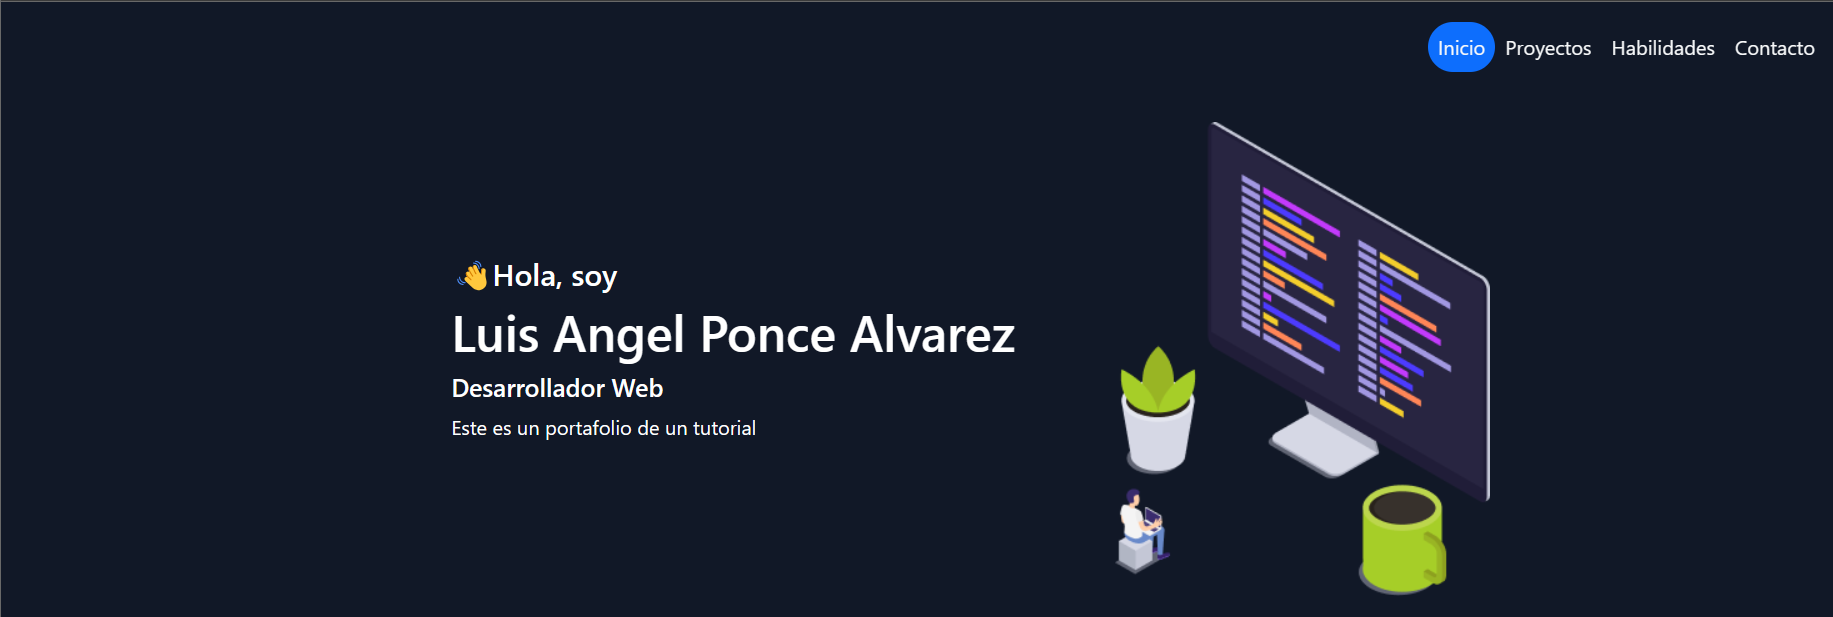 Inicio Proyectos Habilidades Contacto
👋Hola, soy
Luis Angel Ponce Alvarez
Desarrollador Web
Este es un portafolio de un tutorial